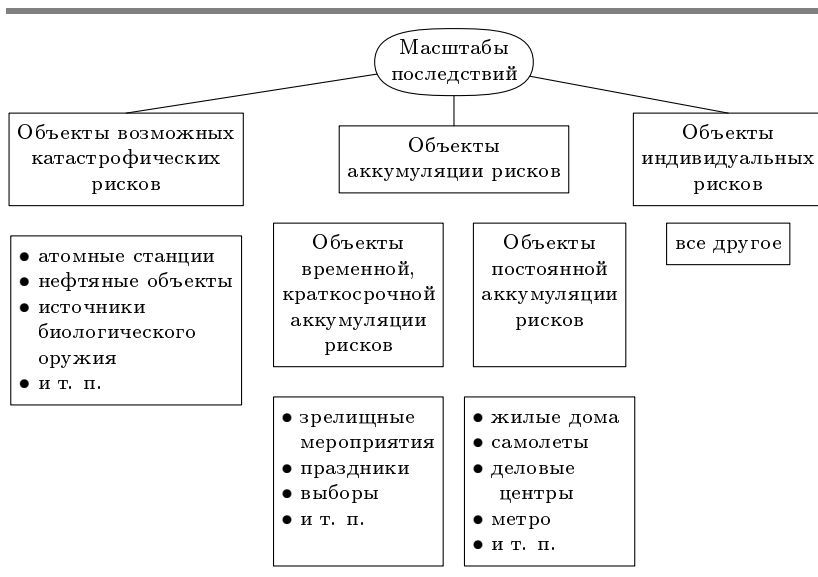 Масштабы
последствий
Объекты возможных
катастрофических
рисков
Объекты
аккумуляции рисков
Объекты
индивидуальных
рисков
• атомные станции
• нефтяные объекты
• источники
биологического
оружия
• и т. п.
Объекты
временной,
краткосрочной
аккумуляции
рисков
Объекты
постоянной
аккумуляции
рисков
все другое
• зрелищные
мероприятия
• праздники
• выборы
• и т. п.
• жилые дома
• самолеты
• деловые
центры
• метро
• и т. п.